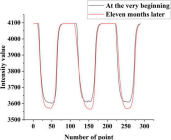 At the very beginning
Eleven months later
Intensity value
4100
4000
3900
3800
3700
3600
3500
0 50 100 150 200 250 300
Number of point